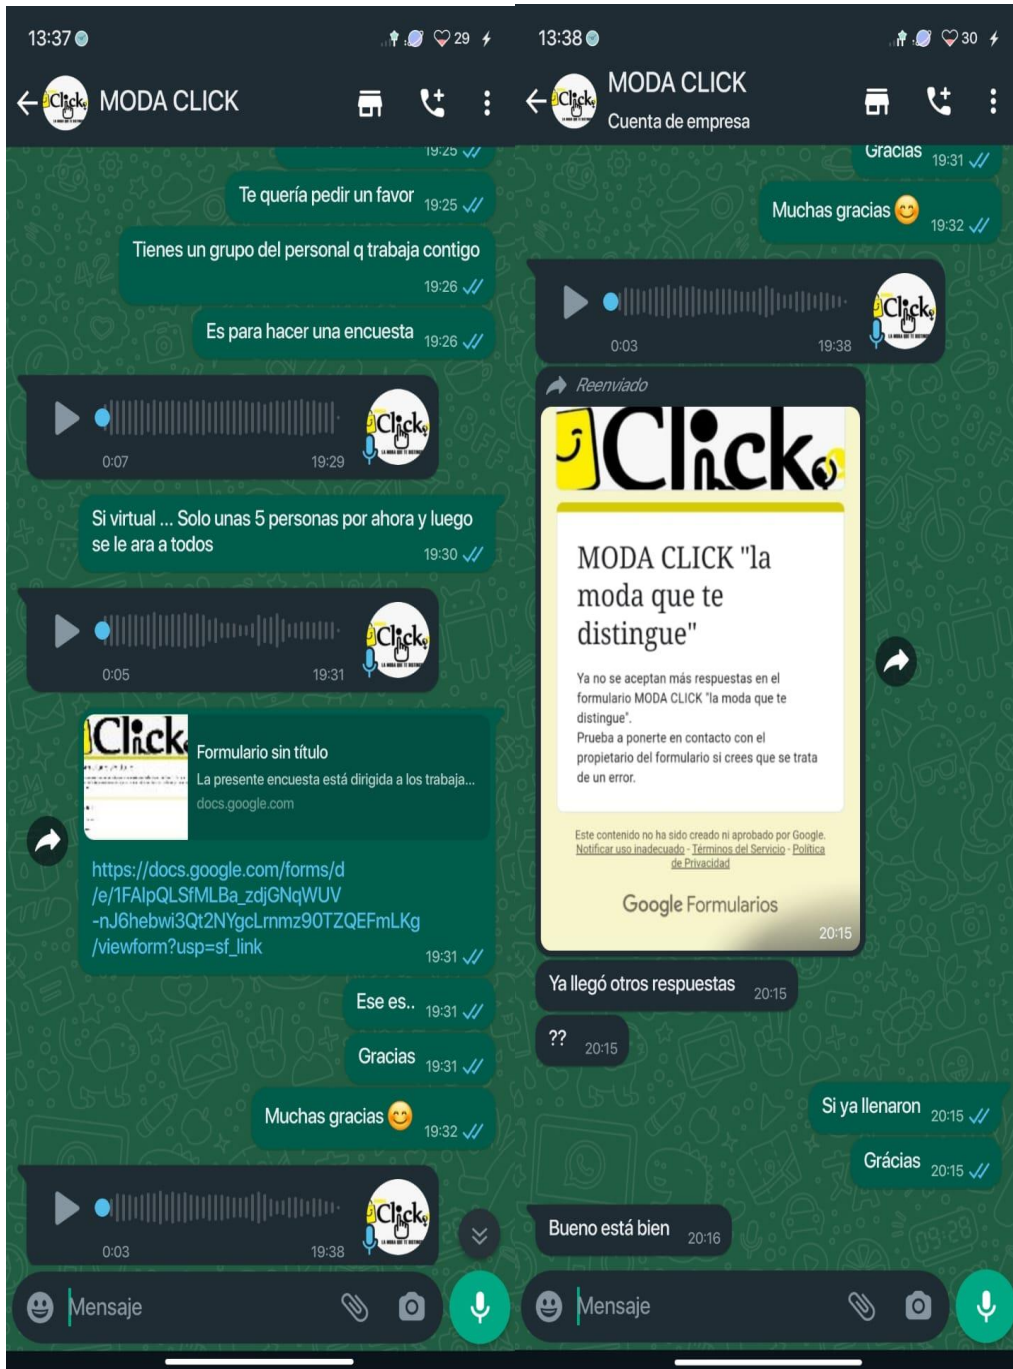 13:37
29
MODA CLICK
19:25
Te quería pedir un favor 19:25
Tienes un grupo del personal q trabaja contigo
19:26
Es para hacer una encuesta 19:26
Click
0:07 19:29
Si virtual ... Solo unas 5 personas por ahora y luego
se le ara a todos 19:30
Click
0:05 19:31
Click
Formulario sin título
La presente encuesta está dirigida a los trabaja...
docs.google.com
https://docs.google.com/forms/d
/e/1FAIpQLSfMLBa_zdjGNqWUV
-nJ6hebwi3Qt2NYgcLrnmz90TZQEFmLKg
/viewform?usp=sf_link 19:31
Ese es.. 19:31
Gracias 19:31
Muchas gracias 😊 19:32
Click
0:03 19:38
Mensaje
13:38
30
MODA CLICK
Cuenta de empresa
Gracias 19:31
Muchas gracias 😊 19:32
Click
0:03 19:38
Reenviado
Click
MODA CLICK "la
moda que te
distingue"
Ya no se aceptan más respuestas en el
formulario MODA CLICK "la moda que te
distingue".
Prueba a ponerte en contacto con el
propietario del formulario si crees que se trata
de un error.
Este contenido no ha sido creado ni aprobado por Google.
Notificar uso inadecuado - Términos del Servicio - Política
de Privacidad
Google Formularios
20:15
Ya llegó otros respuestas 20:15
?? 20:15
Si ya llenaron 20:15
Grácias 20:15
Bueno está bien 20:16
Mensaje